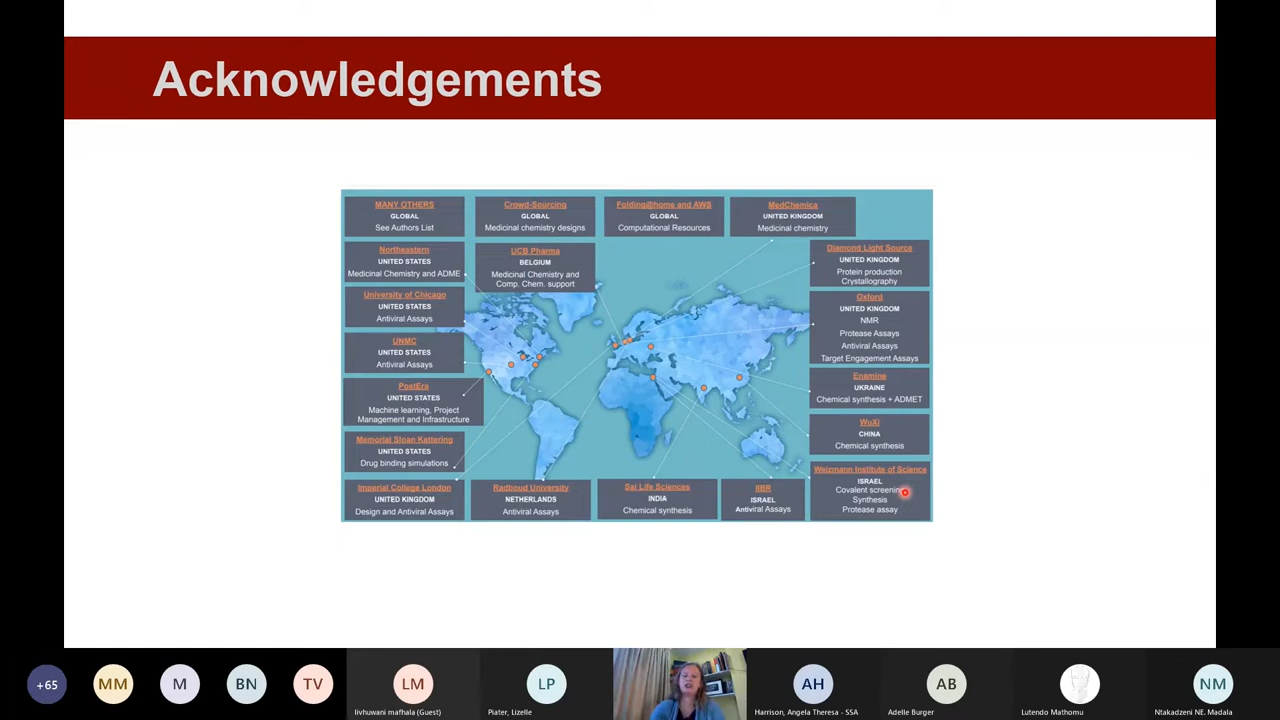 Acknowledgements
MANY OTHERS
GLOBAL
See Authors List
Crowd-Sourcing
GLOBAL
Medicinal chemistry designs
Folding@home and AWS
GLOBAL
Computational Resources
MedChemica
UNITED KINGDOM
Medicinal chemistry
Northeastern
UNITED STATES
Medicinal Chemistry and ADME
UCB Pharma
BELGIUM
Medicinal Chemistry and
Comp. Chem. support
Diamond Light Source
UNITED KINGDOM
Protein production
Crystallography
University of Chicago
UNITED STATES
Antiviral Assays
Oxford
UNITED KINGDOM
NMR
Protease Assays
Antiviral Assays
Target Engagement Assays
UNMC
UNITED STATES
Antiviral Assays
Enamine
UKRAINE
Chemical synthesis + ADMET
PostEra
UNITED STATES
Machine learning, Project
Management and Infrastructure
WuXi
CHINA
Chemical synthesis
Memorial Sloan Kettering
UNITED STATES
Drug binding simulations
Weizmann Institute of Science
ISRAEL
Covalent screening
Synthesis
Protease assay
Imperial College London
UNITED KINGDOM
Design and Antiviral Assays
Radboud University
NETHERLANDS
Antiviral Assays
Sai Life Sciences
INDIA
Chemical synthesis
IIBR
ISRAEL
Antiviral Assays
+65
MM
M
BN
TV
LM
LP
AH
AB
NM
livhuwani mafhala (Guest)
Piater, Lizelle
Harrison, Angela Theresa - SSA
Adelle Burger
Lutendo Mathomu
Ntakadzeni NE. Madala